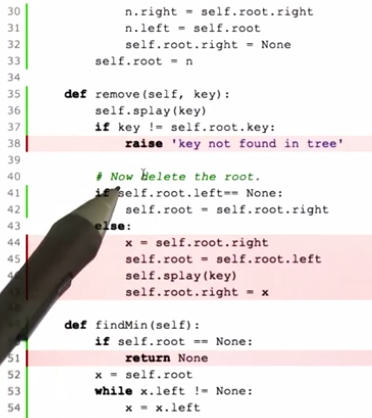 30 n.right = self.root.right
31 n.left = self.root
32 self.root.right = None
33 self.root = n
34
35 def remove(self, key):
36 self.splay(key)
37 if key != self.root.key:
38 raise 'key not found in tree'
39
40 # Now delete the root.
41 if self.root.left== None:
42 self.root = self.root.right
43 else:
44 x = self.root.right
45 self.root = self.root.left
self.splay(key)
self.root.right = x
def findMin(self):
if self.root == None:
51 return None
52 x = self.root
53 while x.left != None:
54 x = x.left